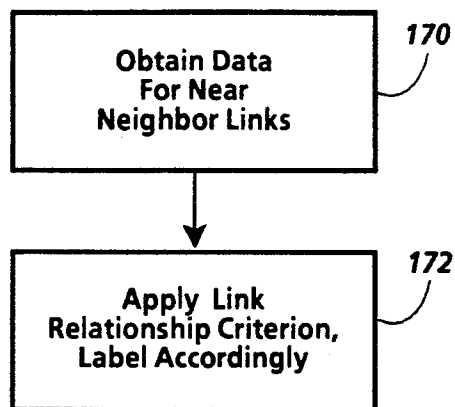 Obtain Data
For Near
Neighbor Links
170
Apply Link
Relationship Criterion,
Label Accordingly
172